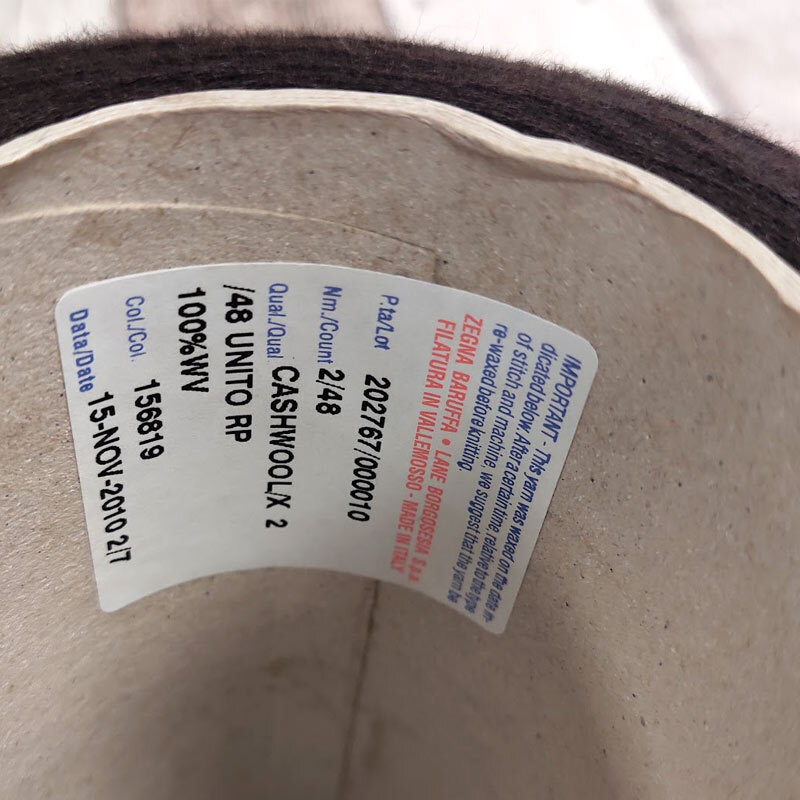 IMPORTANT - This yarn was waxed on the date in-
dicated below. After a certain time, relative to the type
of stitch and machine, we suggest that the yarn be
re-waxed before knitting
ZEGNA BARUFFA • LANE BORGOSESIA S.p.a.
FILATURA IN VALLEMOSSO - MADE IN ITALY
P.ta/Lot 202767/000010
Nm./Count 2/48
Qual./Qual. CASHWOOL/X 2
/48 UNITO RP
100%WV
Col./Col. 156819
Data/Date 15-NOV-2010 2/7